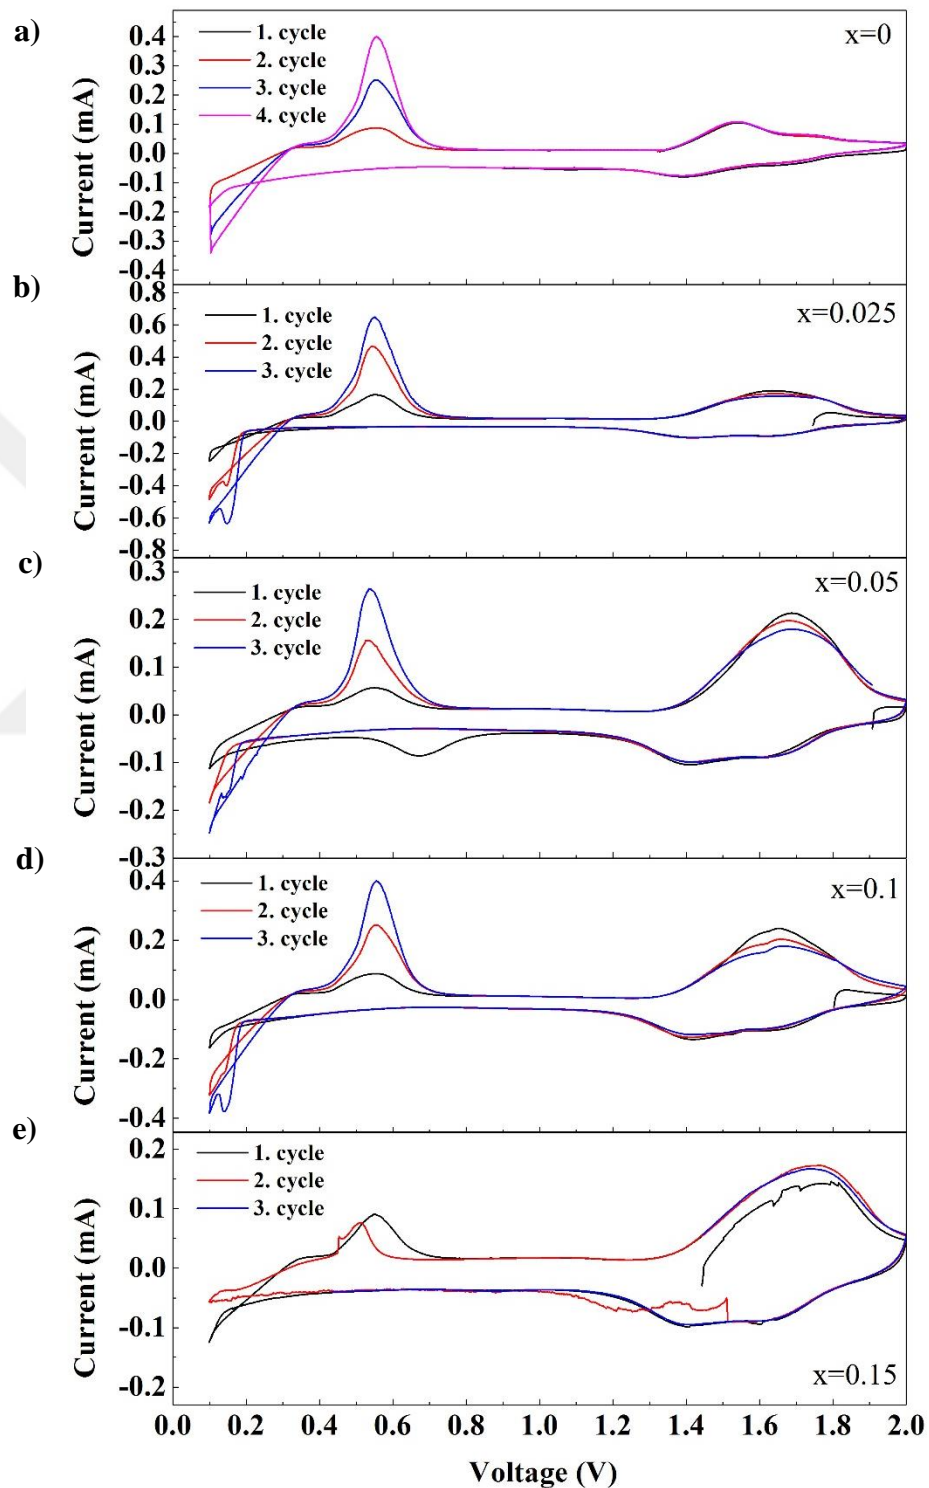 a)
x=0
1. cycle
2. cycle
3. cycle
4. cycle
0.4
0.3
0.2
0.1
0.0
-0.1
-0.2
-0.3
-0.4
Current (mA)
b)
x=0.025
1. cycle
2. cycle
3. cycle
0.8
0.6
0.4
0.2
0.0
-0.2
-0.4
-0.6
-0.8
Current (mA)
c)
x=0.05
1. cycle
2. cycle
3. cycle
0.3
0.2
0.1
0.0
-0.1
-0.2
-0.3
Current (mA)
d)
x=0.1
1. cycle
2. cycle
3. cycle
0.4
0.2
0.0
-0.2
-0.4
Current (mA)
e)
1. cycle
2. cycle
3. cycle
0.2
0.1
0.0
-0.1
-0.2
Current (mA)
x=0.15
0.0 0.2 0.4 0.6 0.8 1.0 1.2 1.4 1.6 1.8 2.0
Voltage (V)